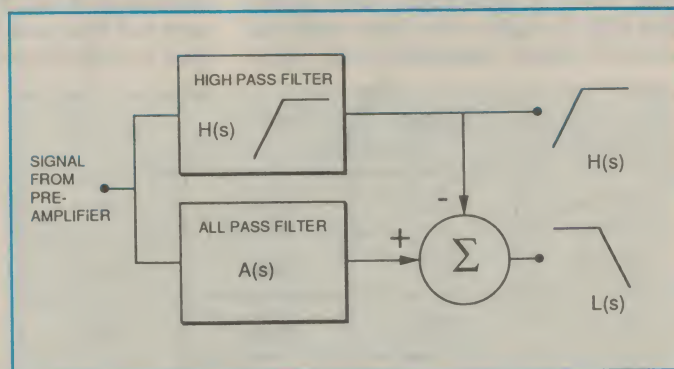 HIGH PASS FILTER
H(s)
SIGNAL
FROM
PRE-
AMPLIFIER
ALL PASS FILTER
A(s)
-
+
Σ
H(s)
L(s)